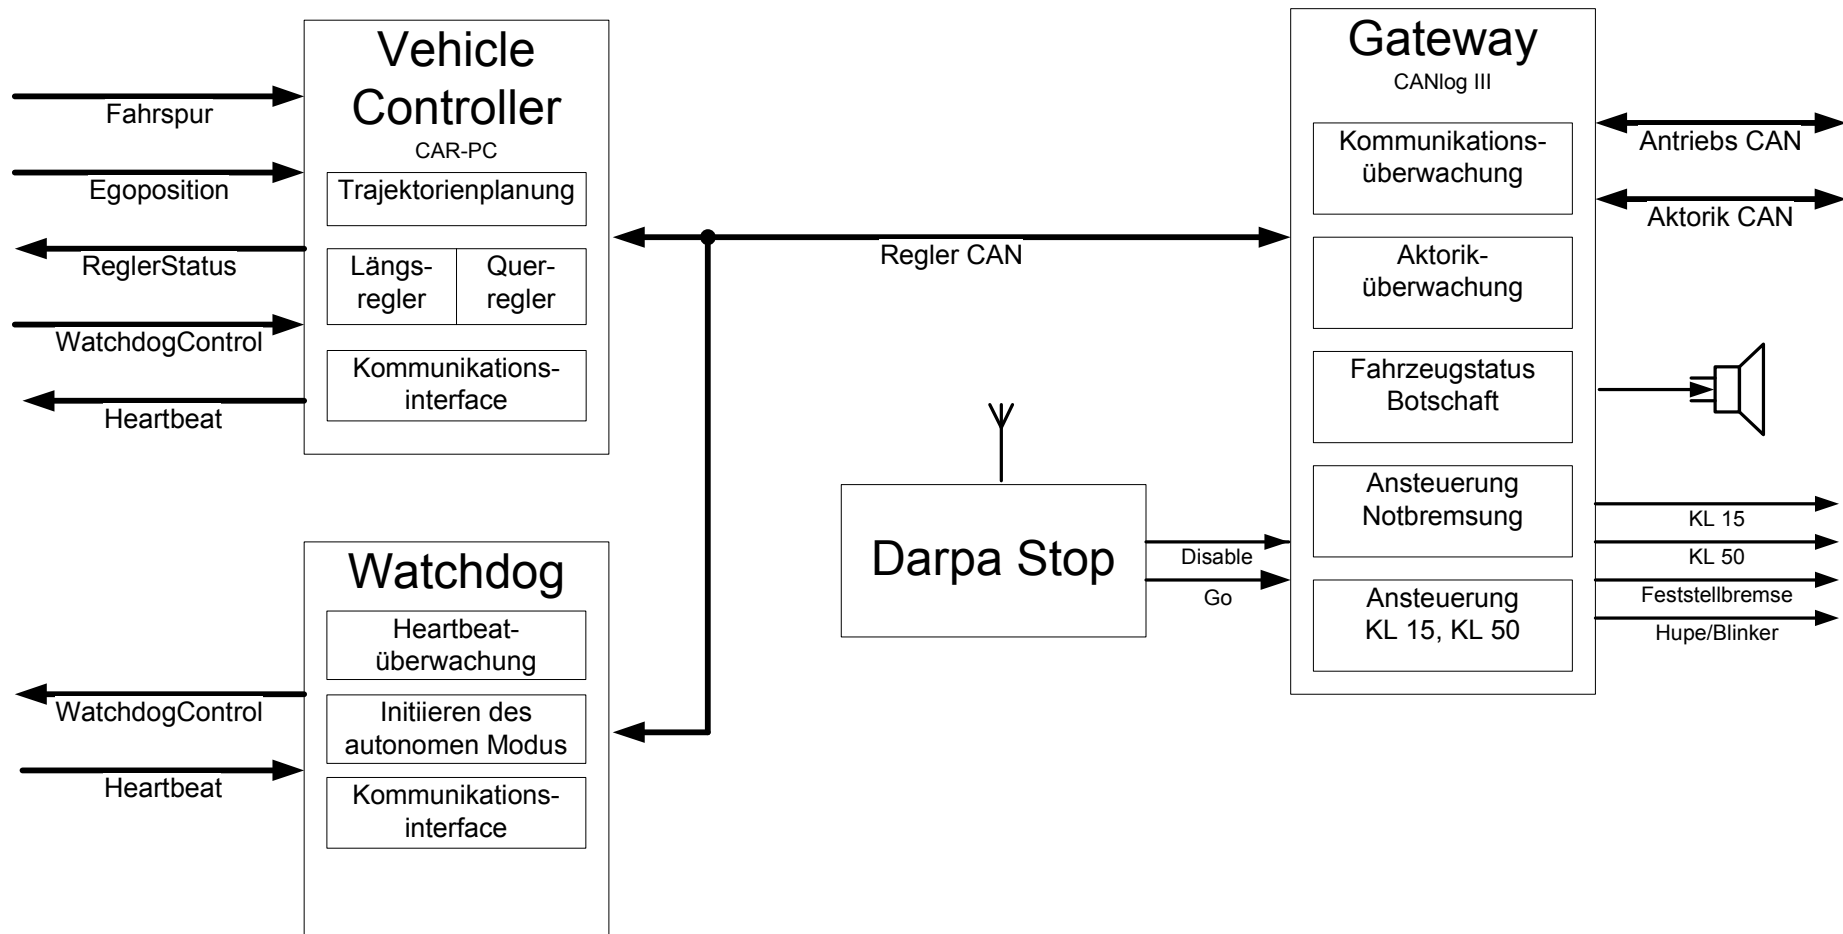 Vehicle
Controller
CAR-PC
Trajektorienplanung
Längs-
regler
Quer-
regler
Kommunikations-
interface
Fahrspur
Egoposition
ReglerStatus
WatchdogControl
Heartbeat
Watchdog
Heartbeat-
überwachung
Initiieren des
autonomen Modus
Kommunikations-
interface
WatchdogControl
Heartbeat
Regler CAN
Darpa Stop
Disable
Go
Gateway
CANlog III
Kommunikations-
überwachung
Aktorik-
überwachung
Fahrzeugstatus
Botschaft
Ansteuerung
Notbremsung
Ansteuerung
KL 15, KL 50
Antriebs CAN
Aktorik CAN
KL 15
KL 50
Feststellbremse
Hupe/Blinker